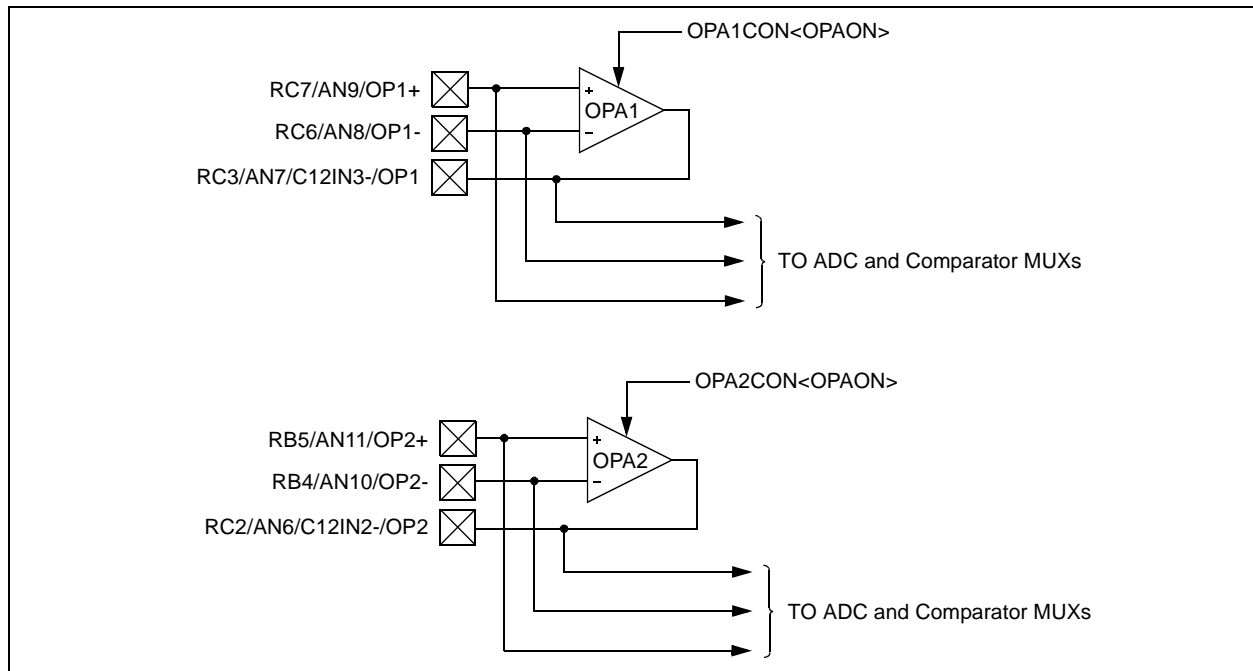 OPA1CON<OPAON>
RC7/AN9/OP1+
+
OPA1
RC6/AN8/OP1-
−
RC3/AN7/C12IN3-/OP1
TO ADC and Comparator MUXs
OPA2CON<OPAON>
RB5/AN11/OP2+
+
OPA2
RB4/AN10/OP2-
−
RC2/AN6/C12IN2-/OP2
TO ADC and Comparator MUXs